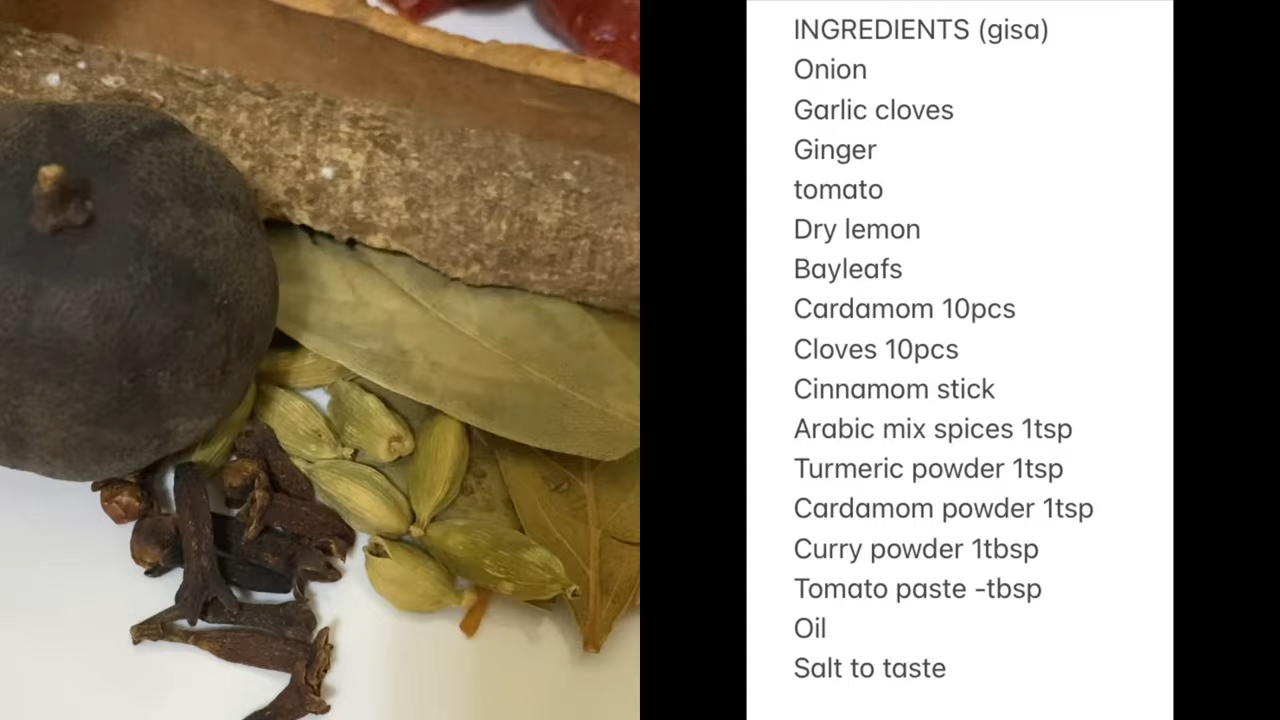 INGREDIENTS (gisa)
Onion
Garlic cloves
Ginger
tomato
Dry lemon
Bayleafs
Cardamom 10pcs
Cloves 10pcs
Cinnamom stick
Arabic mix spices 1tsp
Turmeric powder 1tsp
Cardamom powder 1tsp
Curry powder 1tbsp
Tomato paste -tbsp
Oil
Salt to taste